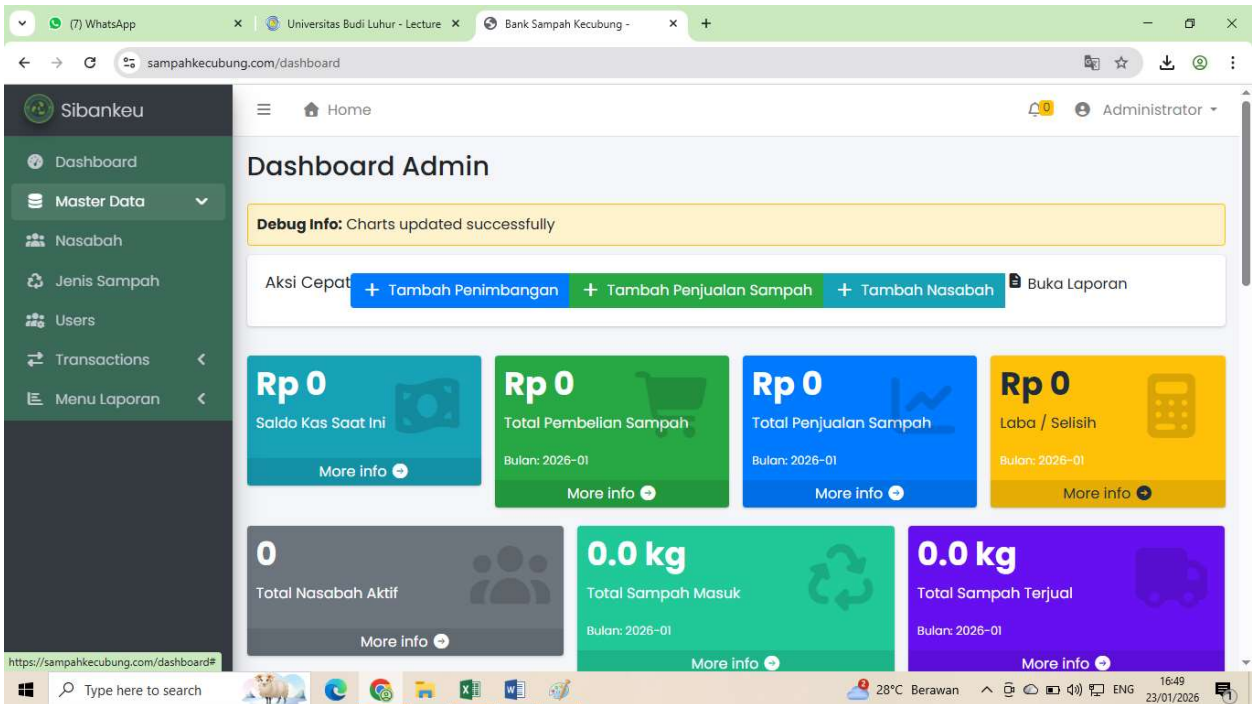 (7) WhatsApp
Universitas Budi Luhur - Lecture
Bank Sampah Kecubung -
sampahkecubung.com/dashboard
Sibankeu
Home
0
Administrator
Dashboard
Master Data
Nasabah
Jenis Sampah
Users
Transactions
Menu Laporan
Dashboard Admin
Debug Info: Charts updated successfully
Aksi Cepat
+ Tambah Penimbangan
+ Tambah Penjualan Sampah
+ Tambah Nasabah
Buka Laporan
Rp 0
Saldo Kas Saat Ini
More info
Rp 0
Total Pembelian Sampah
Bulan: 2026-01
More info
Rp 0
Total Penjualan Sampah
Bulan: 2026-01
More info
Rp 0
Laba / Selisih
Bulan: 2026-01
More info
0
Total Nasabah Aktif
More info
0.0 kg
Total Sampah Masuk
Bulan: 2026-01
More info
0.0 kg
Total Sampah Terjual
Bulan: 2026-01
More info
https://sampahkecubung.com/dashboard#
Type here to search
28°C Berawan
ENG
16:49
23/01/2026